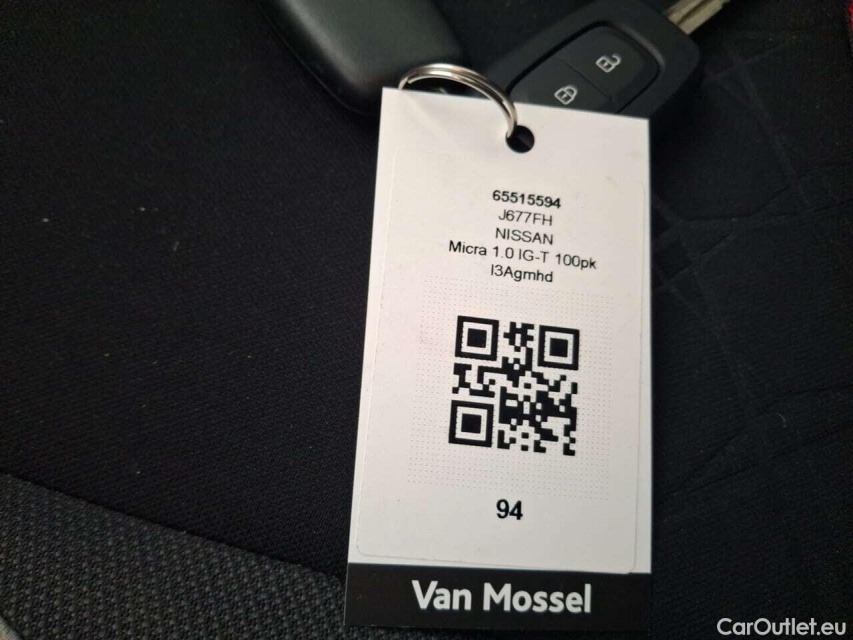 65515594
J677FH
NISSAN
Micra 1.0 IG-T 100pk
I3Agmhd
94
Van Mossel
CarOutlet.eu